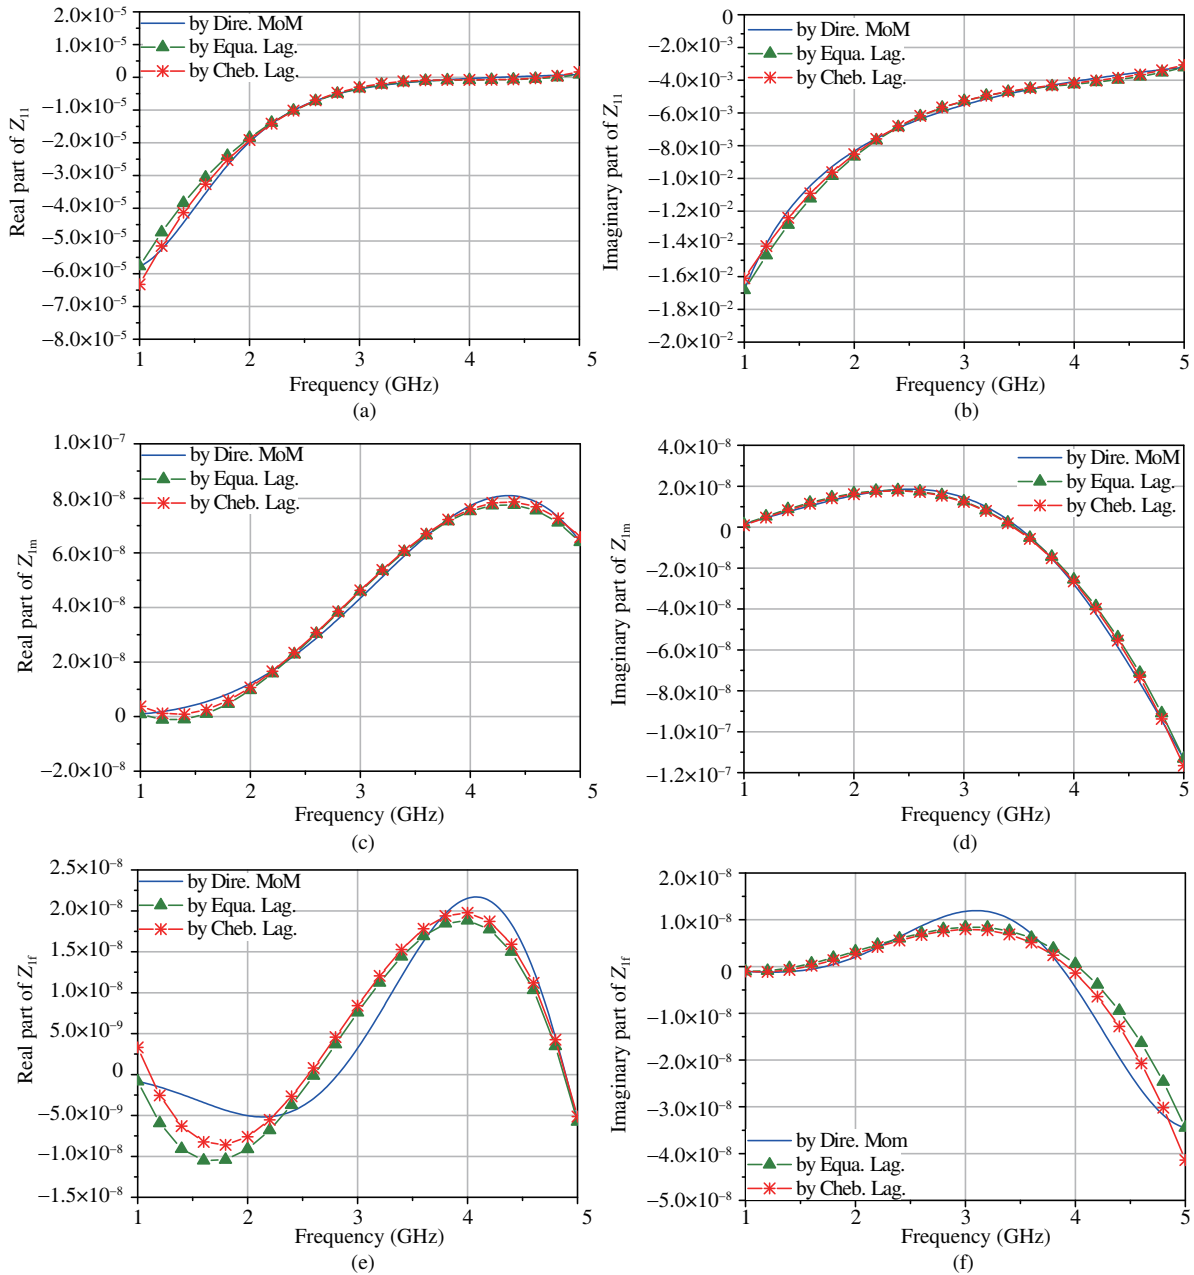 by Dire. MoM
by Equa. Lag.
by Cheb. Lag.
2.0×10⁻⁵
0
−1.0×10⁻⁵
−2.0×10⁻⁵
−3.0×10⁻⁵
−4.0×10⁻⁵
−5.0×10⁻⁵
−6.0×10⁻⁵
−7.0×10⁻⁵
−8.0×10⁻⁵
Real part of Z₁₁
1 2 3 4 5
Frequency (GHz)
(a)
by Dire. MoM
by Equa. Lag.
by Cheb. Lag.
0
−2.0×10⁻³
−4.0×10⁻³
−6.0×10⁻³
−8.0×10⁻³
−1.0×10⁻²
−1.2×10⁻²
−1.4×10⁻²
−1.6×10⁻²
−1.8×10⁻²
−2.0×10⁻²
Imaginary part of Z₁₁
1 2 3 4 5
Frequency (GHz)
(b)
by Dire. MoM
by Equa. Lag.
by Cheb. Lag.
1.0×10⁻⁷
8.0×10⁻⁸
6.0×10⁻⁸
4.0×10⁻⁸
2.0×10⁻⁸
0
−2.0×10⁻⁸
Real part of Z₁ₘ
1 2 3 4 5
Frequency (GHz)
(c)
by Dire. MoM
by Equa. Lag.
by Cheb. Lag.
4.0×10⁻⁸
2.0×10⁻⁸
0
−2.0×10⁻⁸
−4.0×10⁻⁸
−6.0×10⁻⁸
−8.0×10⁻⁸
−1.0×10⁻⁷
−1.2×10⁻⁷
Imaginary part of Z₁ₘ
1 2 3 4 5
Frequency (GHz)
(d)
by Dire. MoM
by Equa. Lag.
by Cheb. Lag.
2.5×10⁻⁸
2.0×10⁻⁸
1.5×10⁻⁸
1.0×10⁻⁸
5.0×10⁻⁹
0
−5.0×10⁻⁹
−1.0×10⁻⁸
−1.5×10⁻⁸
Real part of Z1f
1 2 3 4 5
Frequency (GHz)
(e)
2.0×10⁻⁸
1.0×10⁻⁸
0
−1.0×10⁻⁸
−2.0×10⁻⁸
−3.0×10⁻⁸
−4.0×10⁻⁸
−5.0×10⁻⁸
Imaginary part of Z1f
by Dire. Mom
by Equa. Lag.
by Cheb. Lag.
1 2 3 4 5
Frequency (GHz)
(f)